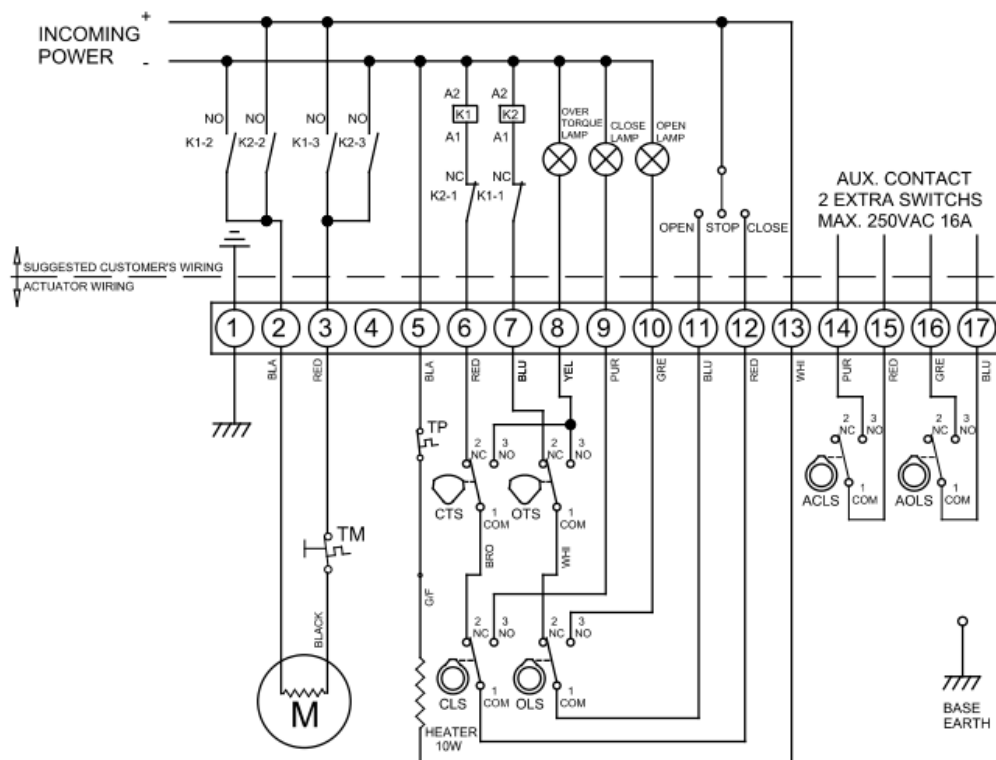 +
INCOMING
POWER
-
NO NO NO NO
K1-2 K2-2 K1-3 K2-3
A2 A2
K1 K2
A1 A1
NC NC
K2-1 K1-1
OVER
TORQUE
LAMP
CLOSE
LAMP
OPEN
LAMP
OPEN STOP CLOSE
AUX. CONTACT
2 EXTRA SWITCHS
MAX. 250VAC 16A
SUGGESTED CUSTOMER'S WIRING
ACTUATOR WIRING
1 2 3 4 5 6 7 8 9 10 11 12 13 14 15 16 17
BLA RED BLA RED BLU YEL PUR GRE BLU RED WHI PUR RED GRE BLU
TP
2 3 2 3
NC NO NC NO
CTS OTS
1 1
COM COM
2 3 2 3
NC NO NC NO
ACLS AOLS
1 1
COM COM
TM
BLACK
M
G/F
BRO WHI
2 3 2 3
NC NO NC NO
CLS OLS
1 1
COM COM
HEATER
10W
BASE
EARTH